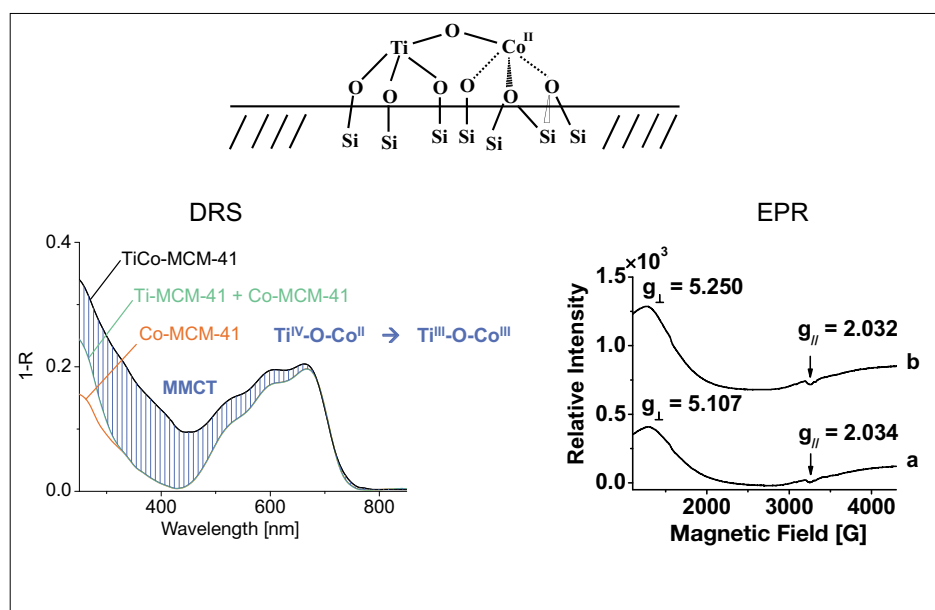 O
Ti
Co^II
O O O O O O
Si Si Si Si Si Si Si
DRS
0.4
TiCo-MCM-41
Ti-MCM-41 + Co-MCM-41
Co-MCM-41
Ti^IV-O-Co^II → Ti^III-O-Co^III
MMCT
0.2
0.0
1-R
400 600 800
Wavelength [nm]
EPR
×10^3
1.5
g⊥ = 5.250
g// = 2.032
b
1.0
g⊥ = 5.107
g// = 2.034
a
0.5
0.0
Relative Intensity
2000 3000 4000
Magnetic Field [G]